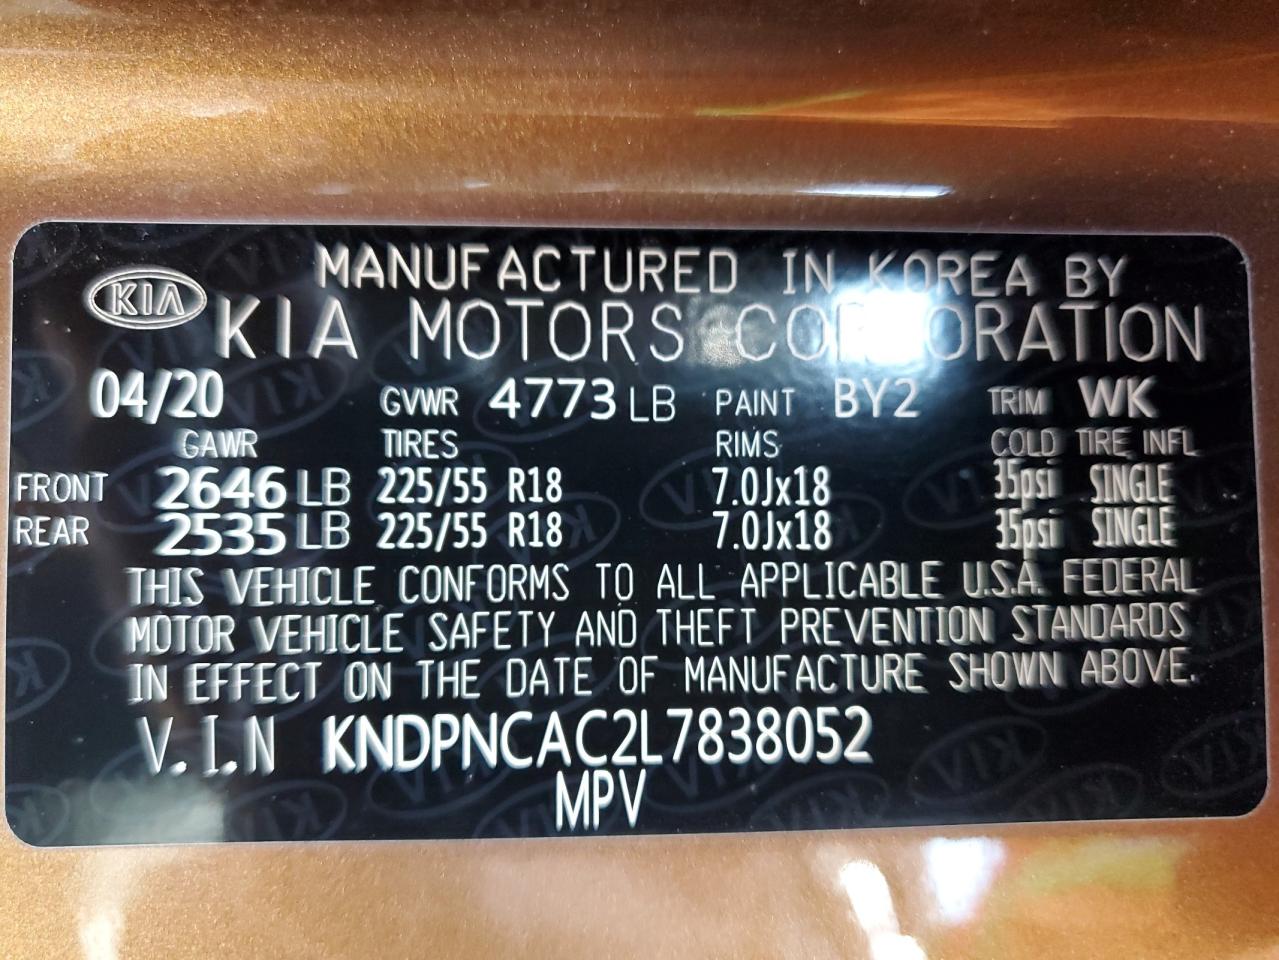 MANUFACTURED IN KOREA BY
KIA KIA MOTORS CORPORATION
04/20 GVWR 4773 LB PAINT BY2 TRIM WK
GAWR TIRES RIMS COLD TIRE INFL
FRONT 2646 LB 225/55 R18 7.0Jx18 35psi SINGLE
REAR 2535 LB 225/55 R18 7.0Jx18 35psi SINGLE
THIS VEHICLE CONFORMS TO ALL APPLICABLE U.S.A. FEDERAL
MOTOR VEHICLE SAFETY AND THEFT PREVENTION STANDARDS
IN EFFECT ON THE DATE OF MANUFACTURE SHOWN ABOVE.
V.I.N KNDPNCAC2L7838052
MPV